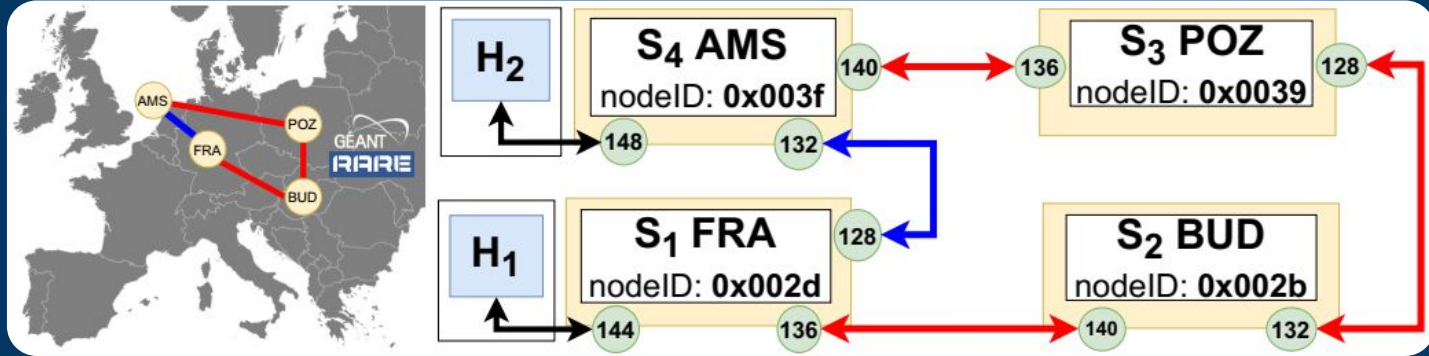 AMS
FRA
POZ
BUD
GÉANT
RARE
H2
S4 AMS
nodeID: 0x003f
140
148
132
136
S3 POZ
nodeID: 0x0039
128
H1
S1 FRA
nodeID: 0x002d
128
144
136
S2 BUD
nodeID: 0x002b
140
132